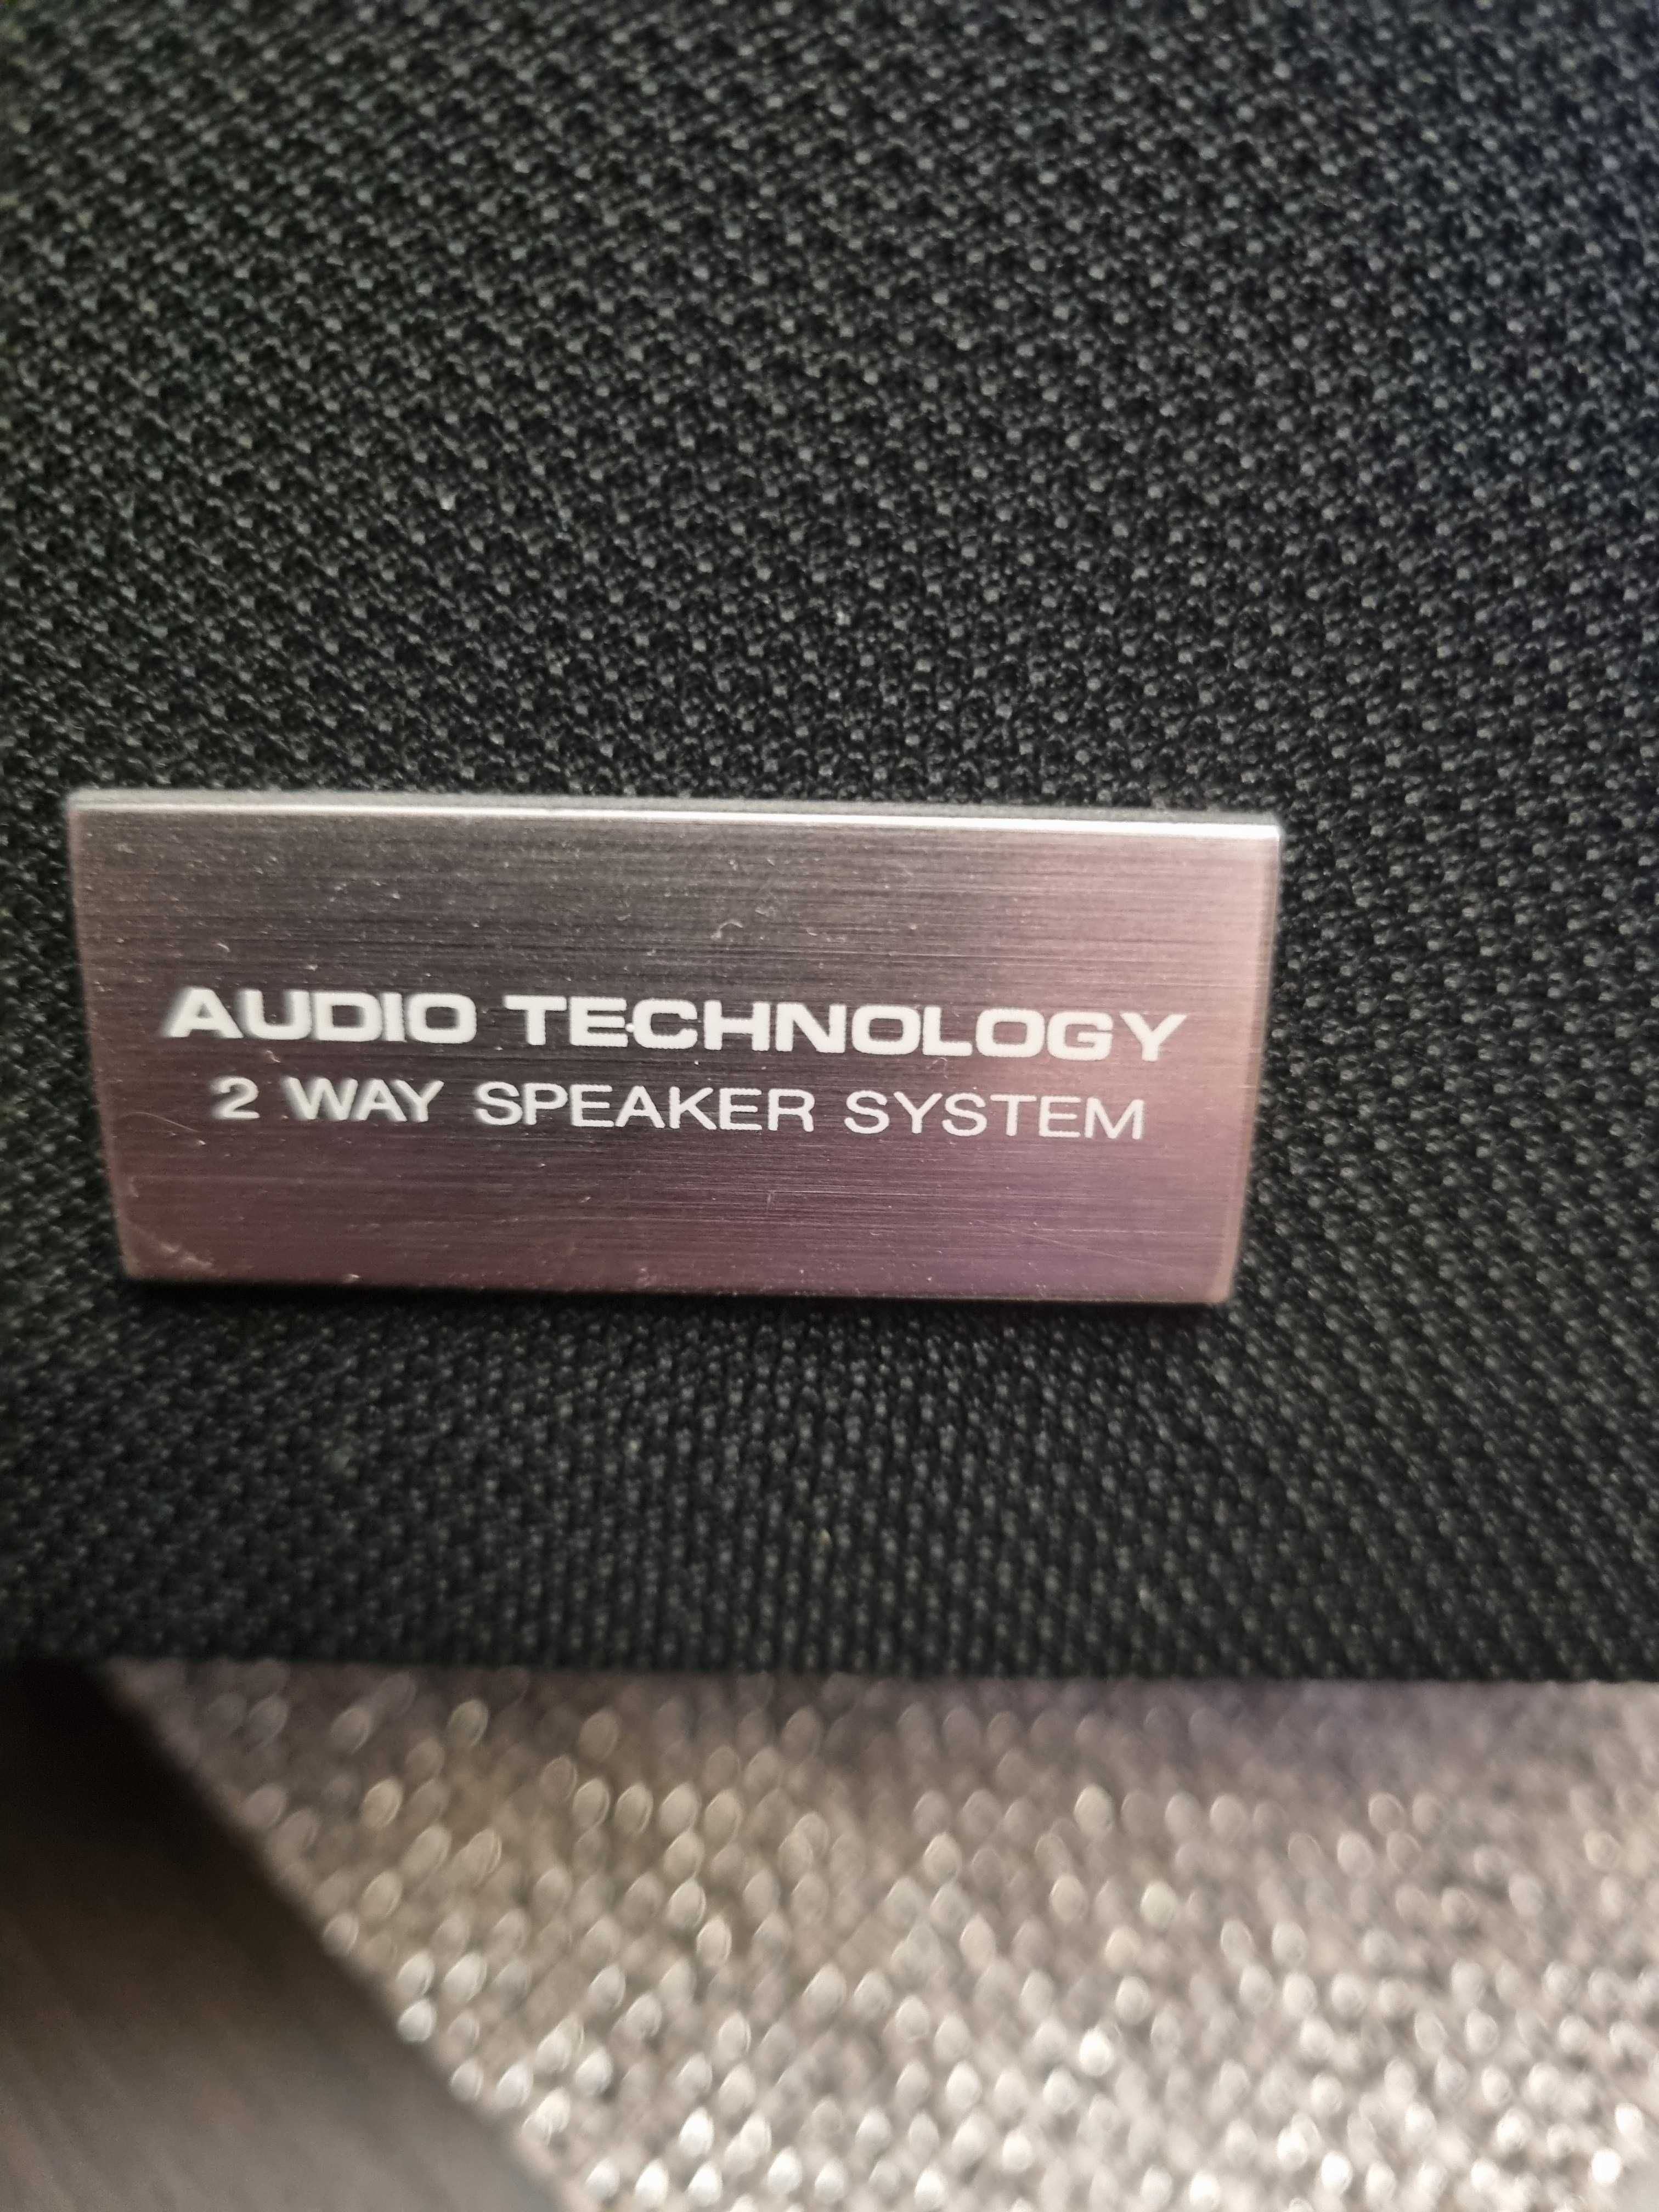 AUDIO TECHNOLOGY
2 WAY SPEAKER SYSTEM